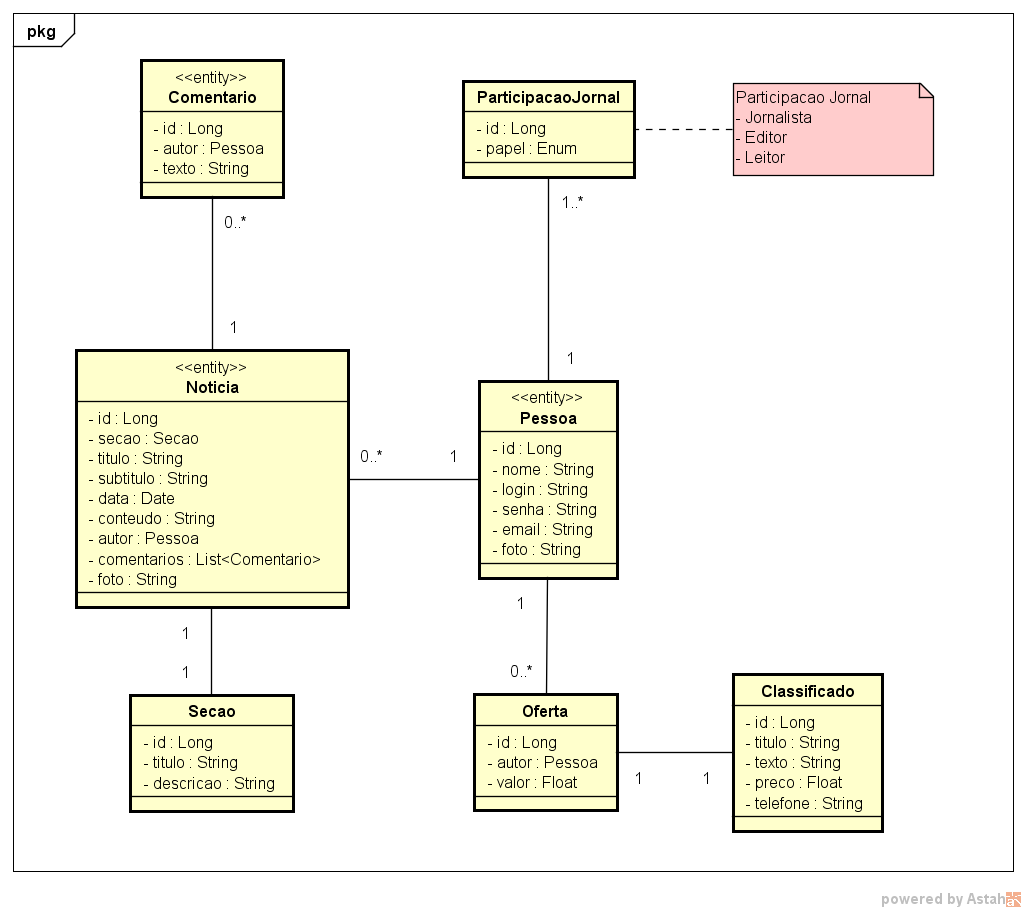 pkg
<<entity>>
Comentario
- id : Long
- autor : Pessoa
- texto : String
0..*
1
ParticipacaoJornal
- id : Long
- papel : Enum
Participacao Jornal
- Jornalista
- Editor
- Leitor
1..*
1
<<entity>>
Noticia
- id : Long
- secao : Secao
- titulo : String
- subtitulo : String
- data : Date
- conteudo : String
- autor : Pessoa
- comentarios : List<Comentario>
- foto : String
0..*
1
<<entity>>
Pessoa
- id : Long
- nome : String
- login : String
- senha : String
- email : String
- foto : String
1
1
1
0..*
Secao
- id : Long
- titulo : String
- descricao : String
Oferta
- id : Long
- autor : Pessoa
- valor : Float
1
1
Classificado
- id : Long
- titulo : String
- texto : String
- preco : Float
- telefone : String
powered by Astah